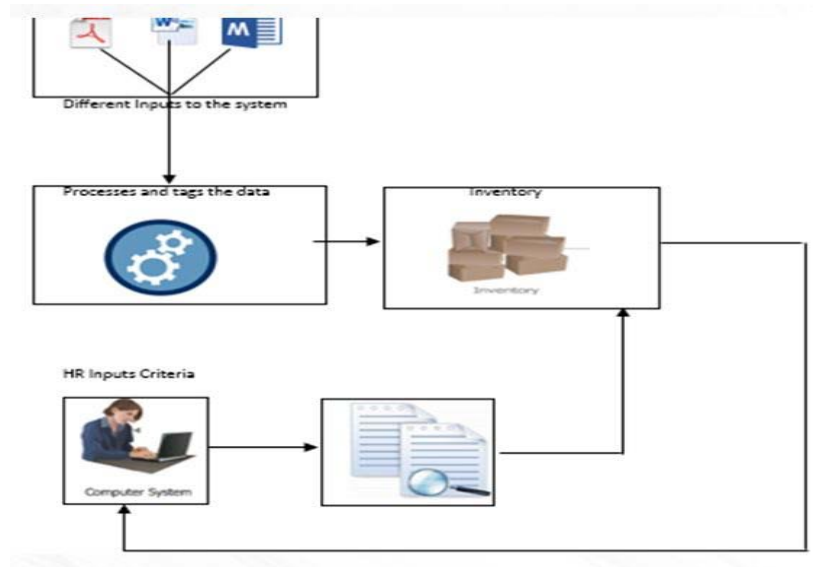 W
W
Different Inputs to the system
Processes and tags the data
Inventory
Inventory
HR Inputs Criteria
Computer System